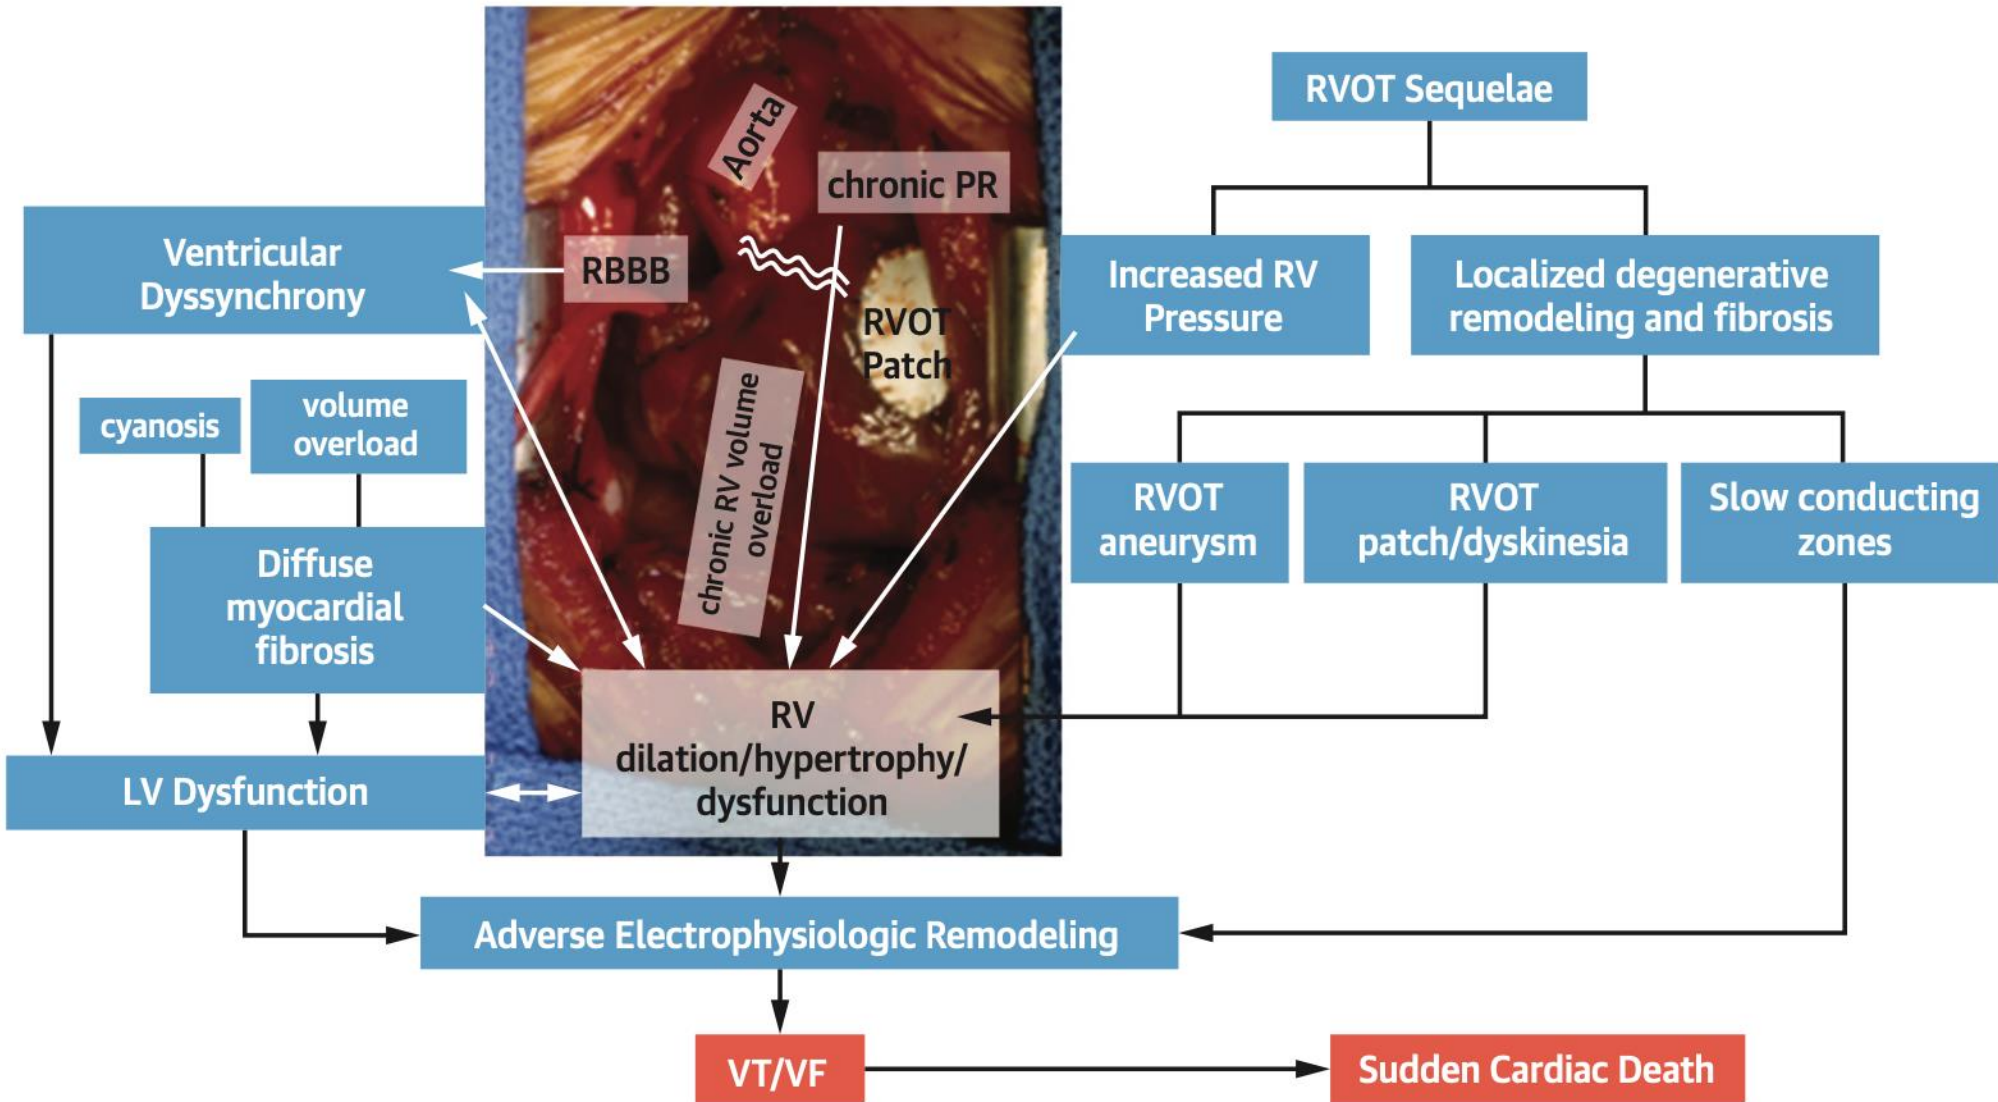 RVOT Sequelae
Aorta
chronic PR
RBBB
Ventricular
Dyssynchrony
Increased RV
Pressure
Localized degenerative
remodeling and fibrosis
RVOT
Patch
cyanosis
volume
overload
chronic RV volume
overload
RVOT
aneurysm
RVOT
patch/dyskinesia
Slow conducting
zones
Diffuse
myocardial
fibrosis
RV
dilation/hypertrophy/
dysfunction
LV Dysfunction
Adverse Electrophysiologic Remodeling
VT/VF
Sudden Cardiac Death